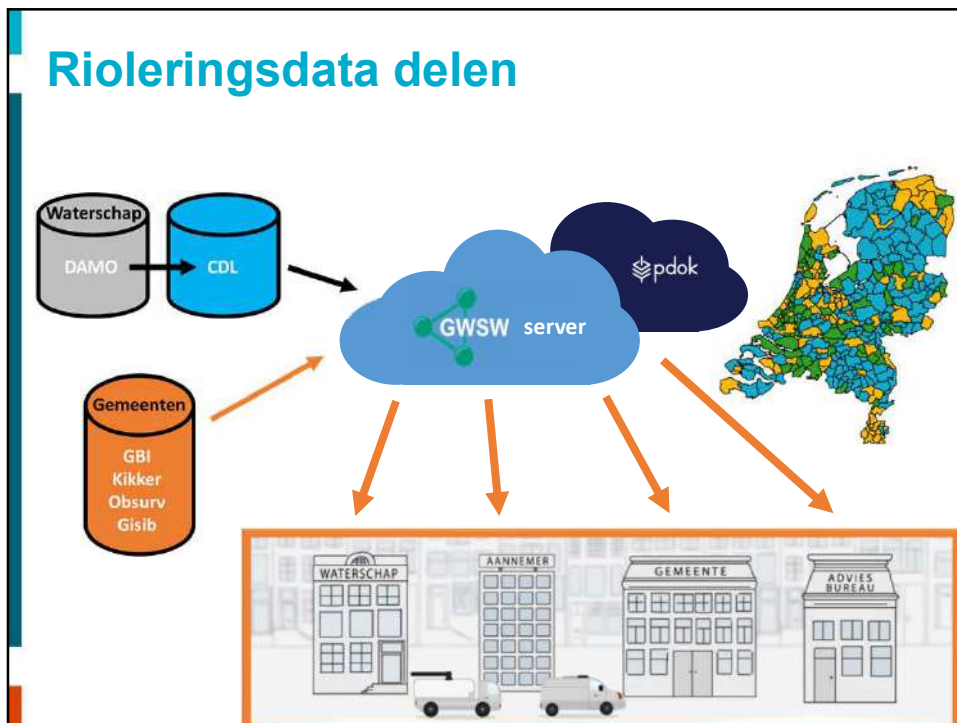 Rioleringsdata delen
Waterschap
DAMO
CDL
pdok
GWSW server
Gemeenten
GBI
Kikker
Obsurv
Gisib
WATERSCHAP
AANNEMER
GEMEENTE
ADVIES
BUREAU